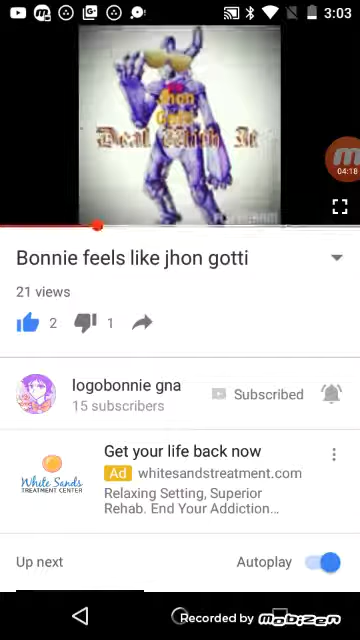 3:03
Jhon
Gotti
Deal With It
04:18
Bonnie feels like jhon gotti
21 views
2
1
logobonnie gna
15 subscribers
Subscribed
Get your life back now
Ad whitesandstreatment.com
White Sands
TREATMENT CENTER
Relaxing Setting, Superior
Rehab. End Your Addiction...
Up next
Autoplay
Recorded by mobizen